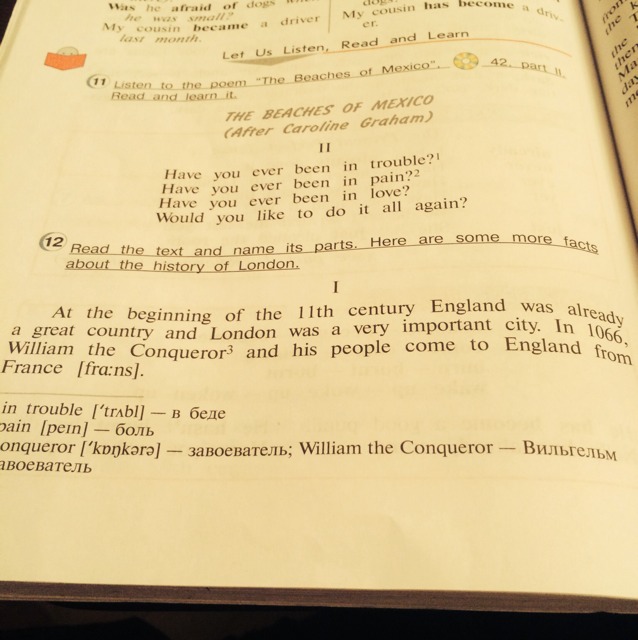 Was he afraid of dogs when
he was small?
My cousin became a driver
last month.
dogs.
My cousin has become a driv-
er.
Let Us Listen, Read and Learn
11 Listen to the poem "The Beaches of Mexico", 42, part II.
Read and learn it.
THE BEACHES OF MEXICO
(After Caroline Graham)
II
Have you ever been in trouble?¹
Have you ever been in pain?²
Have you ever been in love?
Would you like to do it all again?
12 Read the text and name its parts. Here are some more facts
about the history of London.
I
At the beginning of the 11th century England was already
a great country and London was a very important city. In 1066,
William the Conqueror³ and his people come to England from
France [frɑ:ns].
in trouble [ˈtrʌbl] — в беде
pain [peɪn] — боль
onqueror [ˈkɒŋkərə] — завоеватель; William the Conqueror — Вильгельм
авоеватель